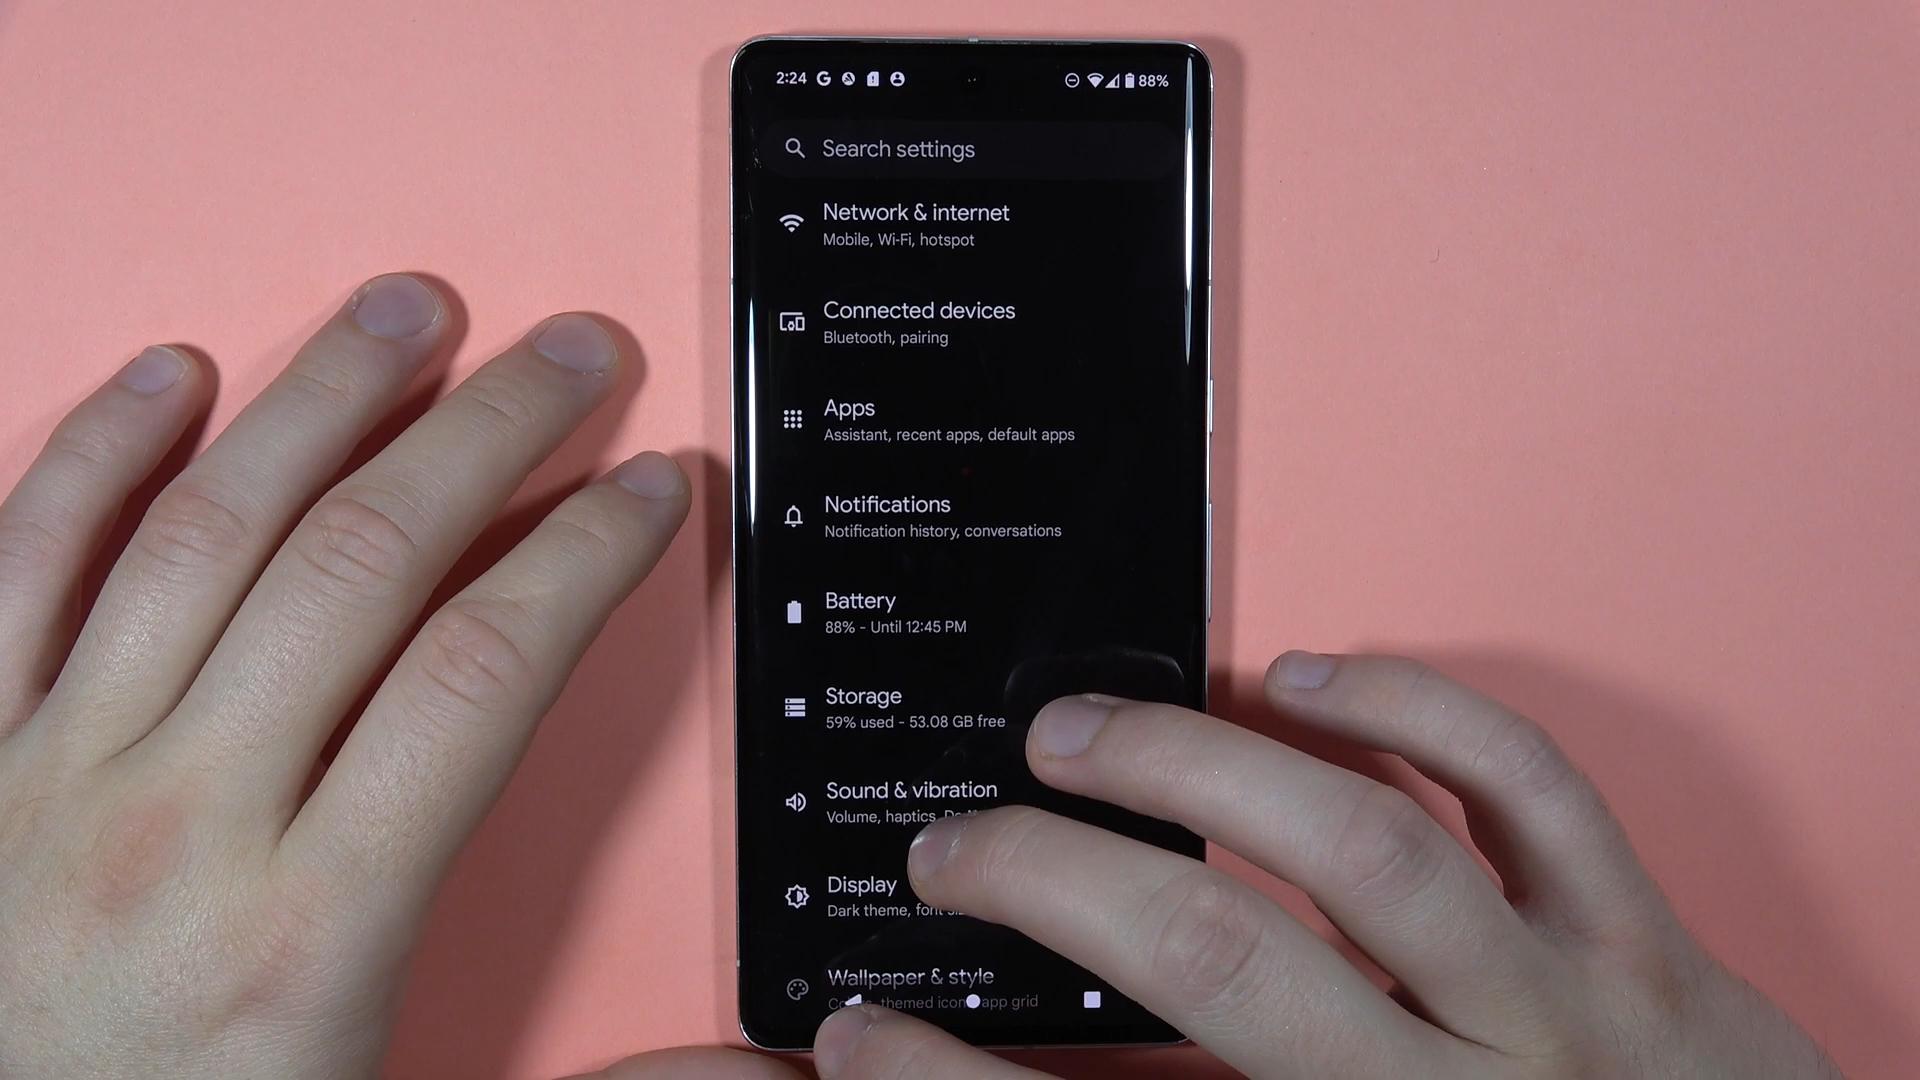 2:24
88%
Search settings
Network & internet
Mobile, Wi-Fi, hotspot
Connected devices
Bluetooth, pairing
Apps
Assistant, recent apps, default apps
Notifications
Notification history, conversations
Battery
88% - Until 12:45 PM
Storage
59% used - 53.08 GB free
Sound & vibration
Volume, haptics,
Display
Dark theme, font
Wallpaper & style
themed icon app grid